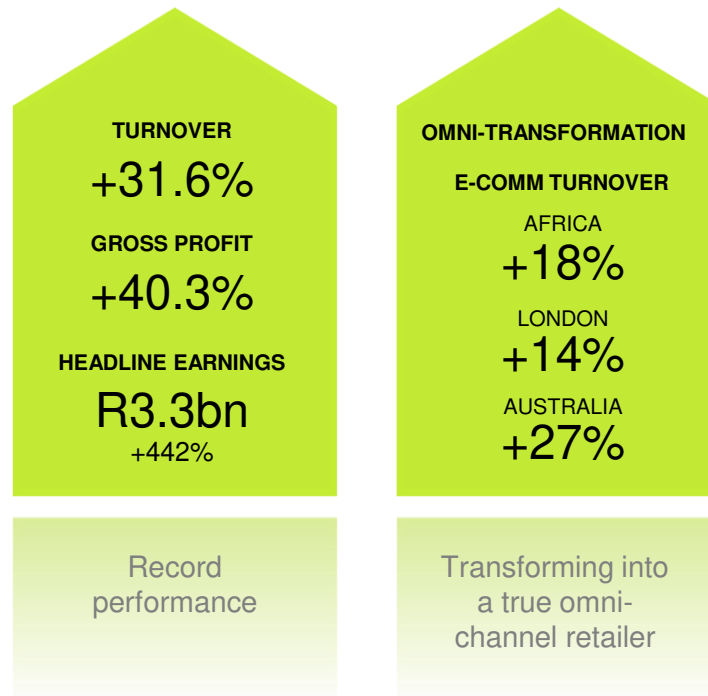 TURNOVER
+31.6%
GROSS PROFIT
+40.3%
HEADLINE EARNINGS
R3.3bn
+442%
Record
performance
OMNI-TRANSFORMATION
E-COMM TURNOVER
AFRICA
+18%
LONDON
+14%
AUSTRALIA
+27%
Transforming into
a true omni-
channel retailer